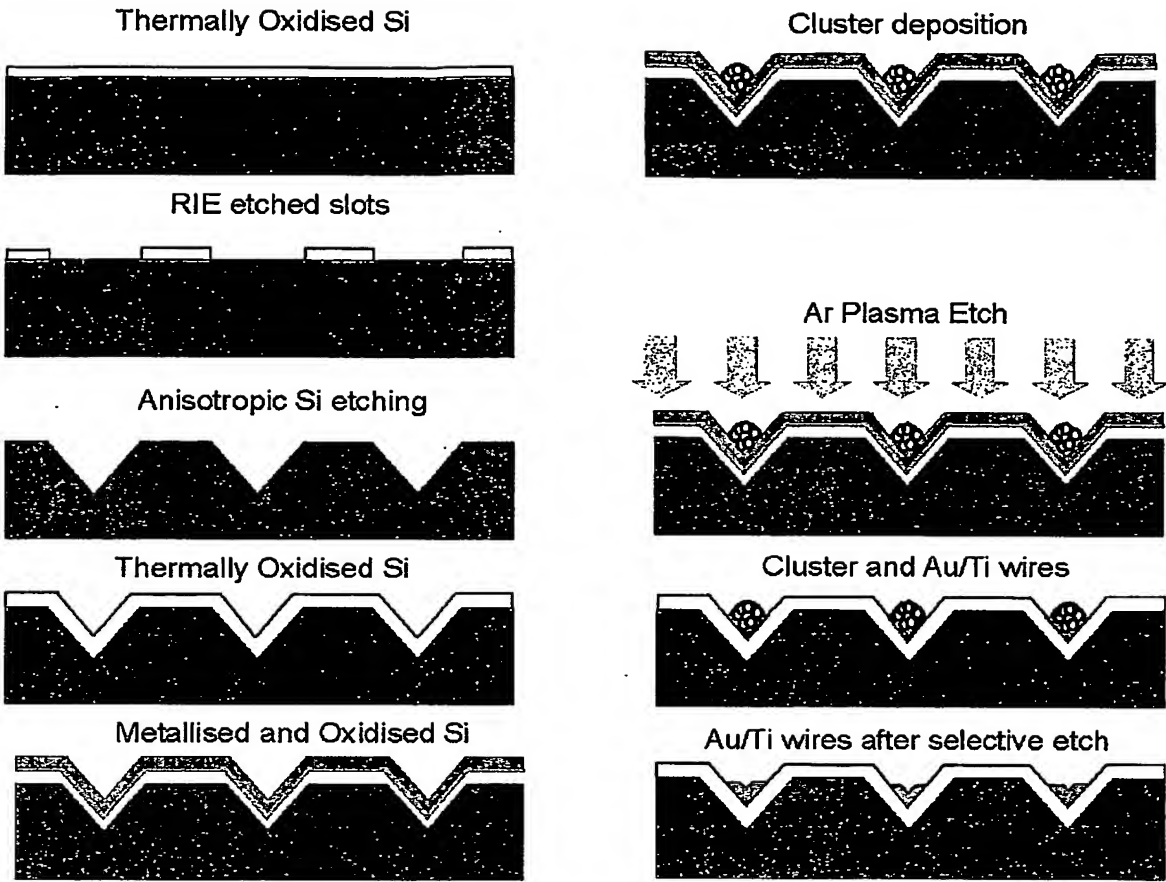 Thermally Oxidised Si
RIE etched slots
Anisotropic Si etching
Thermally Oxidised Si
Metallised and Oxidised Si
Cluster deposition
Ar Plasma Etch
Cluster and Au/Ti wires
Au/Ti wires after selective etch